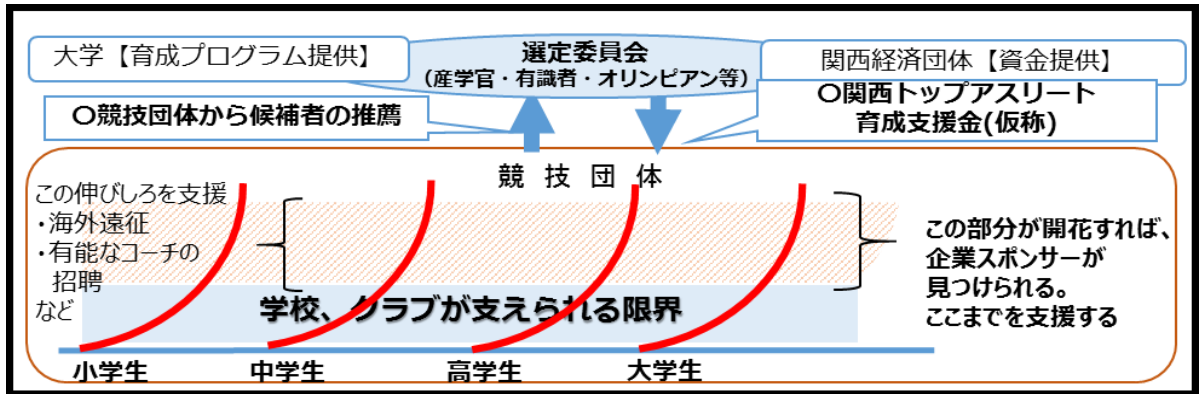 大学【育成プログラム提供】
選定委員会
（産学官・有識者・オリンピアン等）
関西経済団体【資金提供】
〇競技団体から候補者の推薦
〇関西トップアスリート
育成支援金(仮称)
競 技 団 体
この伸びしろを支援
・海外遠征
・有能なコーチの
招聘
など
この部分が開花すれば、
企業スポンサーが
見つけられる。
ここまでを支援する
学校、クラブが支えられる限界
小学生
中学生
高学生
大学生